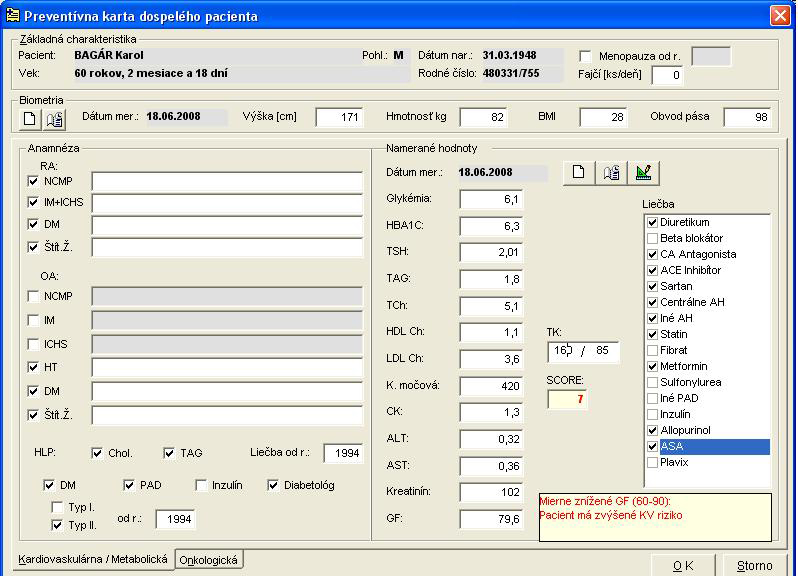 Preventívna karta dospelého pacienta
Základná charakteristika
Pacient: BAGÁR Karol Pohl.: M Dátum nar.: 31.03.1948 Menopauza od r.
Vek: 60 rokov, 2 mesiace a 18 dní Rodné číslo: 480331/755 Fajčí [ks/deň] 0
Biometria
Dátum mer.: 18.06.2008 Výška [cm] 171 Hmotnosť kg 82 BMI 28 Obvod pása 98
Anamnéza
RA:
NCMP
IM+ICHS
DM
Štít.Ž.
OA:
NCMP
IM
ICHS
HT
DM
Štít.Ž.
HLP: Chol. TAG Liečba od r.: 1994
DM PAD Inzulín Diabetológ
Typ I.
Typ II. od r.: 1994
Namerané hodnoty
Dátum mer.: 18.06.2008
Glykémia: 6,1
HBA1C: 6,3
TSH: 2,01
TAG: 1,8
TCh: 5,1
HDL Ch: 1,1
LDL Ch: 3,6
K. močová: 420
CK: 1,3
ALT: 0,32
AST: 0,36
Kreatinín: 102
GF: 79,6
TK:
160 / 85
SCORE:
7
Liečba
Diuretikum
Beta blokátor
CA Antagonista
ACE Inhibítor
Sartan
Centrálne AH
Iné AH
Statin
Fibrat
Metformin
Sulfonylurea
Iné PAD
Inzulín
Allopurinol
ASA
Plavix
Mierne znížené GF (60-90):
Pacient má zvýšené KV riziko
Kardiovaskulárna / Metabolická Onkologická
O K Storno